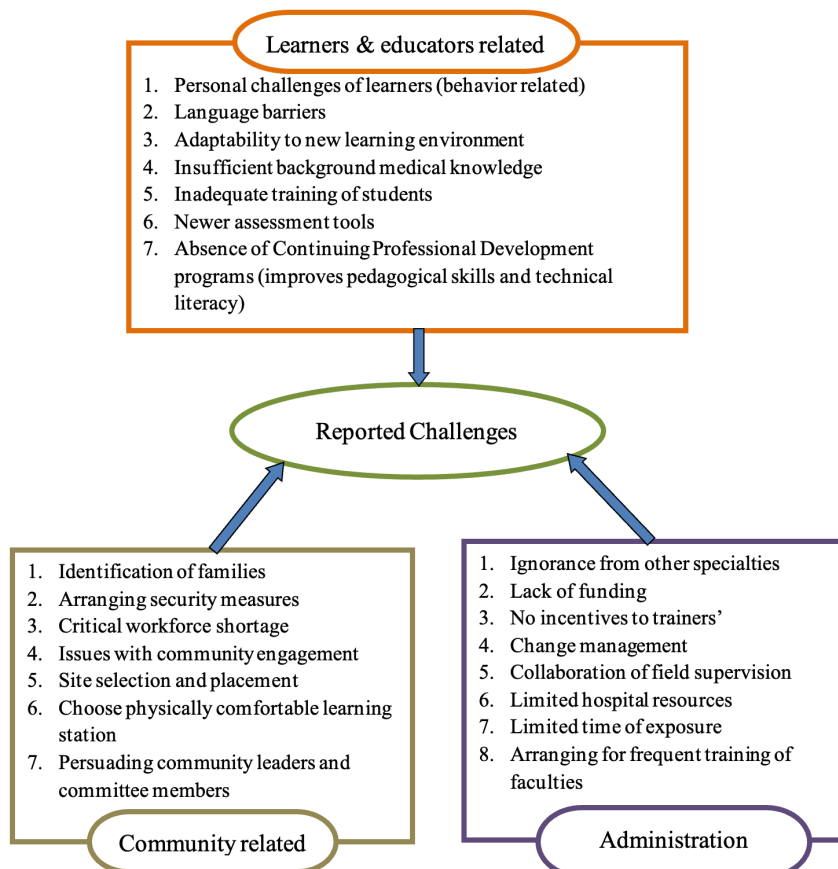 Learners & educators related
1. Personal challenges of learners (behavior related)
2. Language barriers
3. Adaptability to new learning environment
4. Insufficient background medical knowledge
5. Inadequate training of students
6. Newer assessment tools
7. Absence of Continuing Professional Development
programs (improves pedagogical skills and technical
literacy)
Reported Challenges
1. Identification of families
2. Arranging security measures
3. Critical workforce shortage
4. Issues with community engagement
5. Site selection and placement
6. Choose physically comfortable learning
station
7. Persuading community leaders and
committee members
Community related
1. Ignorance from other specialties
2. Lack of funding
3. No incentives to trainers’
4. Change management
5. Collaboration of field supervision
6. Limited hospital resources
7. Limited time of exposure
8. Arranging for frequent training of
faculties
Administration